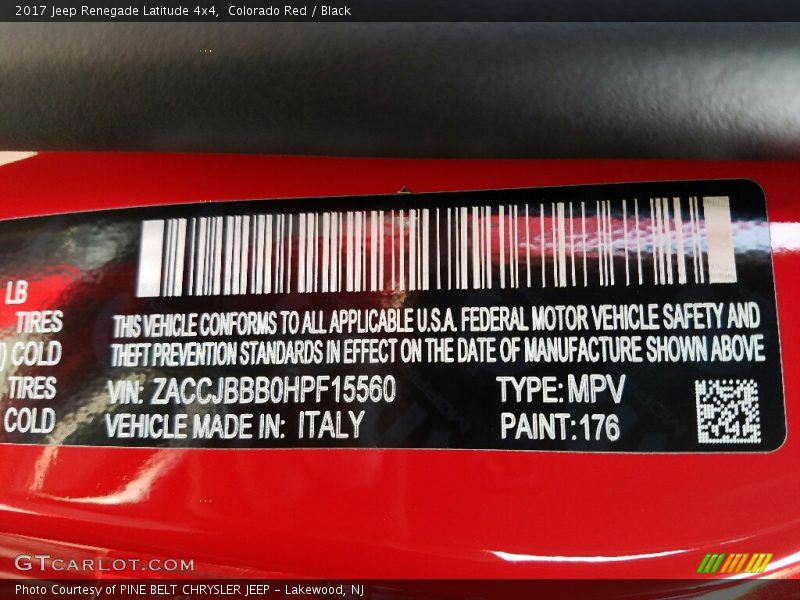 2017 Jeep Renegade Latitude 4x4,  Colorado Red / Black
LB
TIRES
) COLD
TIRES
COLD
THIS VEHICLE CONFORMS TO ALL APPLICABLE U.S.A. FEDERAL MOTOR VEHICLE SAFETY AND
THEFT PREVENTION STANDARDS IN EFFECT ON THE DATE OF MANUFACTURE SHOWN ABOVE
VIN: ZACCJBBB0HPF15560 TYPE: MPV
VEHICLE MADE IN: ITALY PAINT: 176
GTCARLOT.COM
Photo Courtesy of PINE BELT CHRYSLER JEEP - Lakewood, NJ